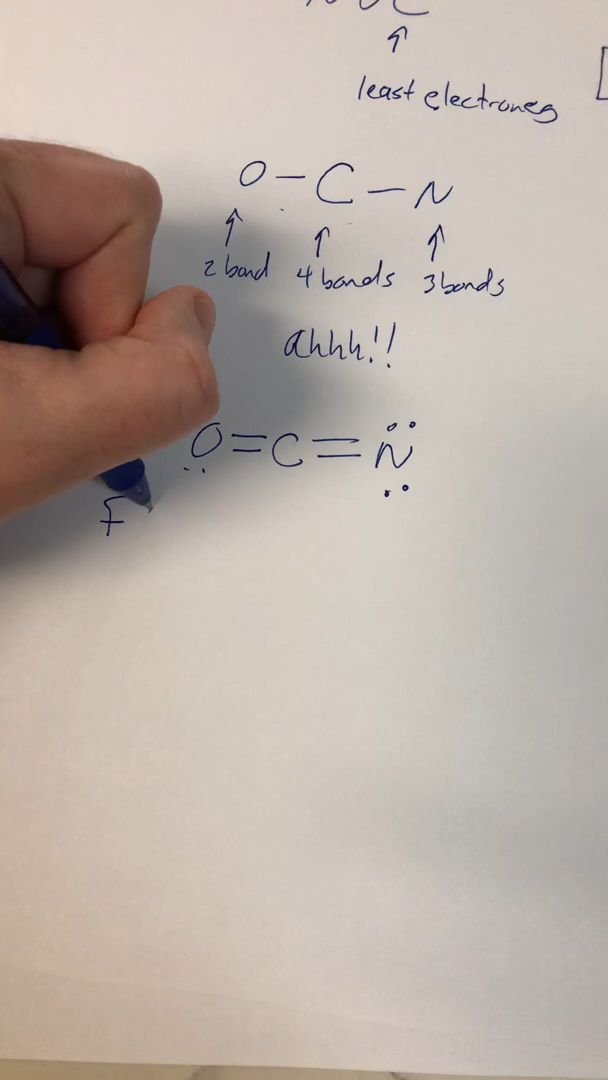 least electroneg
O – C – N
↑ ↑ ↑
2 bond 4 bonds 3 bonds
ahhh!!
O = C = N
F